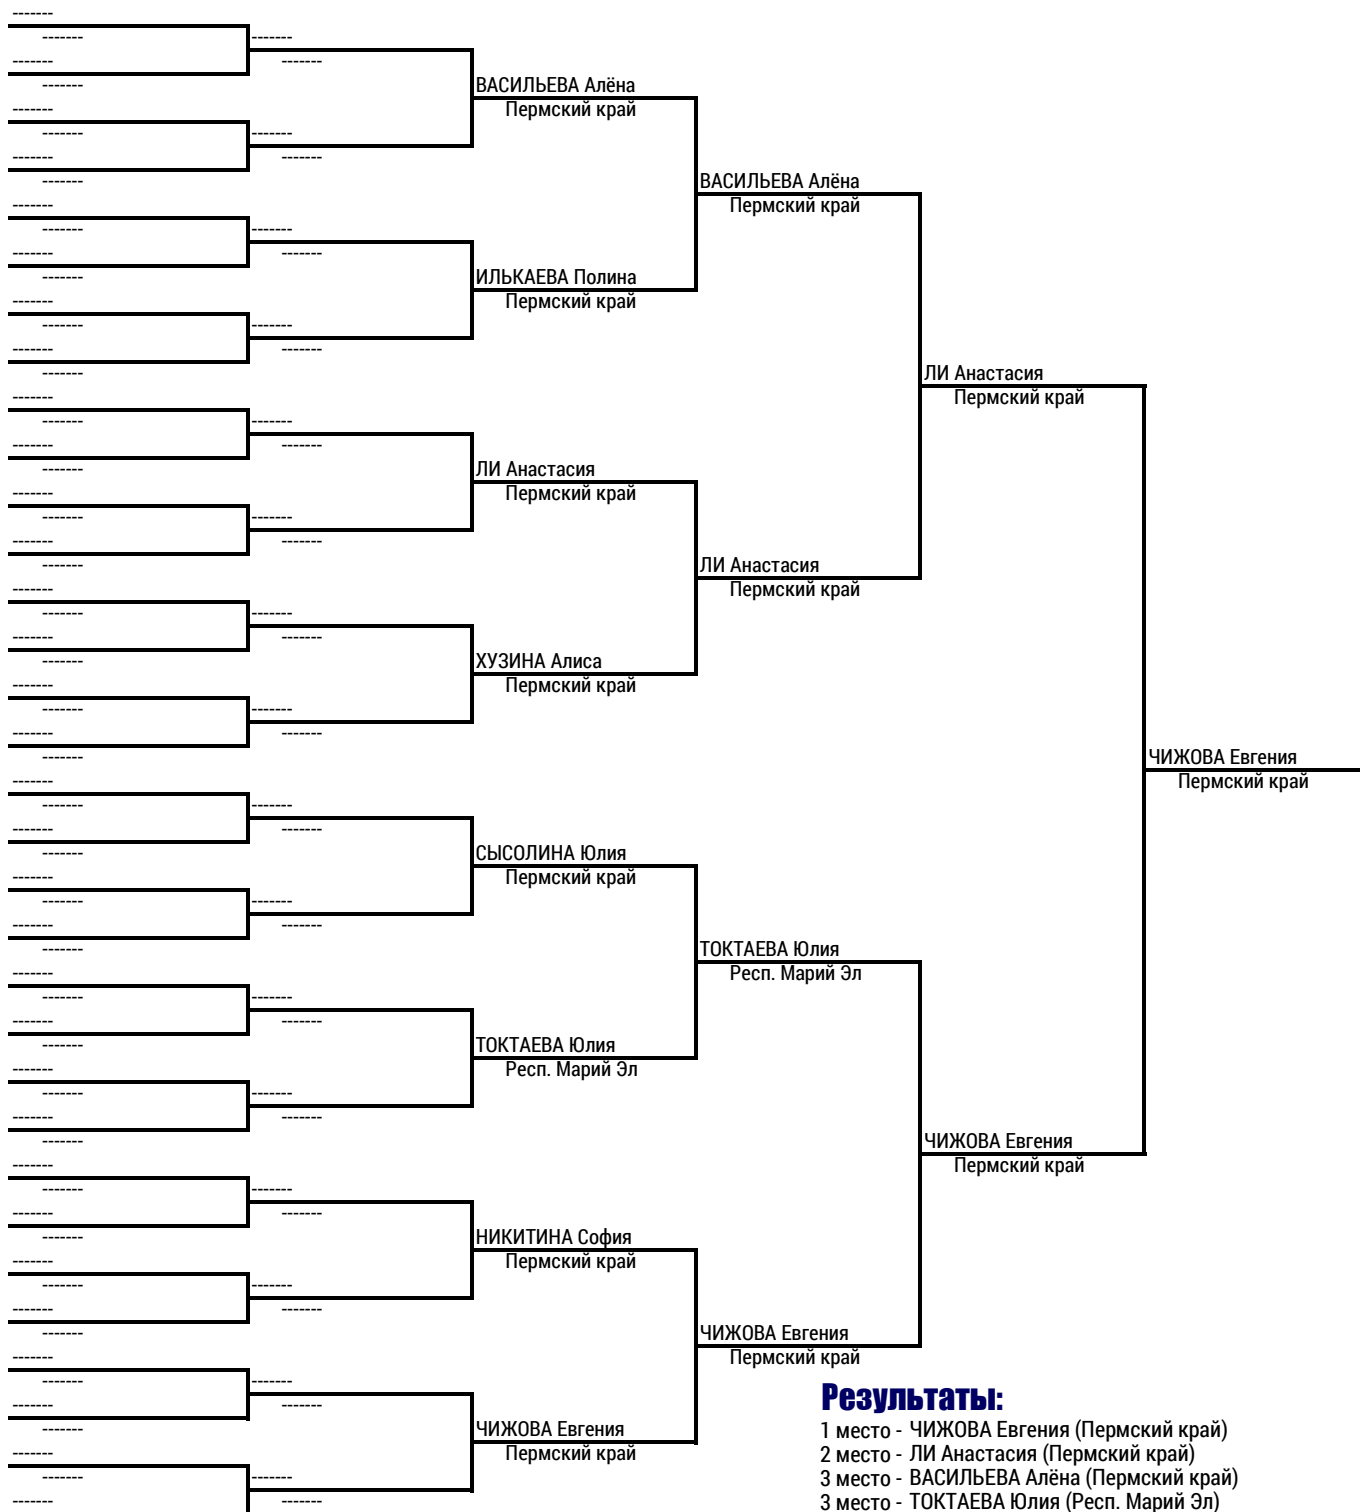 -------
-------
-------
-------
-------
-------
ВАСИЛЬЕВА Алёна
-------
Пермский край
-------
-------
-------
-------
-------
-------
ВАСИЛЬЕВА Алёна
-------
Пермский край
-------
-------
-------
-------
-------
ИЛЬКАЕВА Полина
-------
Пермский край
-------
-------
-------
-------
-------
ЛИ Анастасия
-------
Пермский край
-------
-------
-------
-------
-------
ЛИ Анастасия
-------
Пермский край
-------
-------
-------
-------
-------
ЛИ Анастасия
-------
Пермский край
-------
-------
-------
-------
-------
ХУЗИНА Алиса
-------
Пермский край
-------
-------
-------
-------
-------
ЧИЖОВА Евгения
-------
Пермский край
-------
-------
-------
-------
-------
СЫСОЛИНА Юлия
-------
Пермский край
-------
-------
-------
-------
-------
ТОКТАЕВА Юлия
-------
Респ. Марий Эл
-------
-------
-------
-------
-------
ТОКТАЕВА Юлия
-------
Респ. Марий Эл
-------
-------
-------
-------
-------
ЧИЖОВА Евгения
-------
Пермский край
-------
-------
-------
-------
-------
НИКИТИНА София
-------
Пермский край
-------
-------
-------
-------
-------
ЧИЖОВА Евгения
-------
Пермский край
-------
-------
-------
-------
-------
ЧИЖОВА Евгения
-------
Пермский край
-------
-------
-------
-------
Результаты:
1 место - ЧИЖОВА Евгения (Пермский край)
2 место - ЛИ Анастасия (Пермский край)
3 место - ВАСИЛЬЕВА Алёна (Пермский край)
3 место - ТОКТАЕВА Юлия (Респ. Марий Эл)